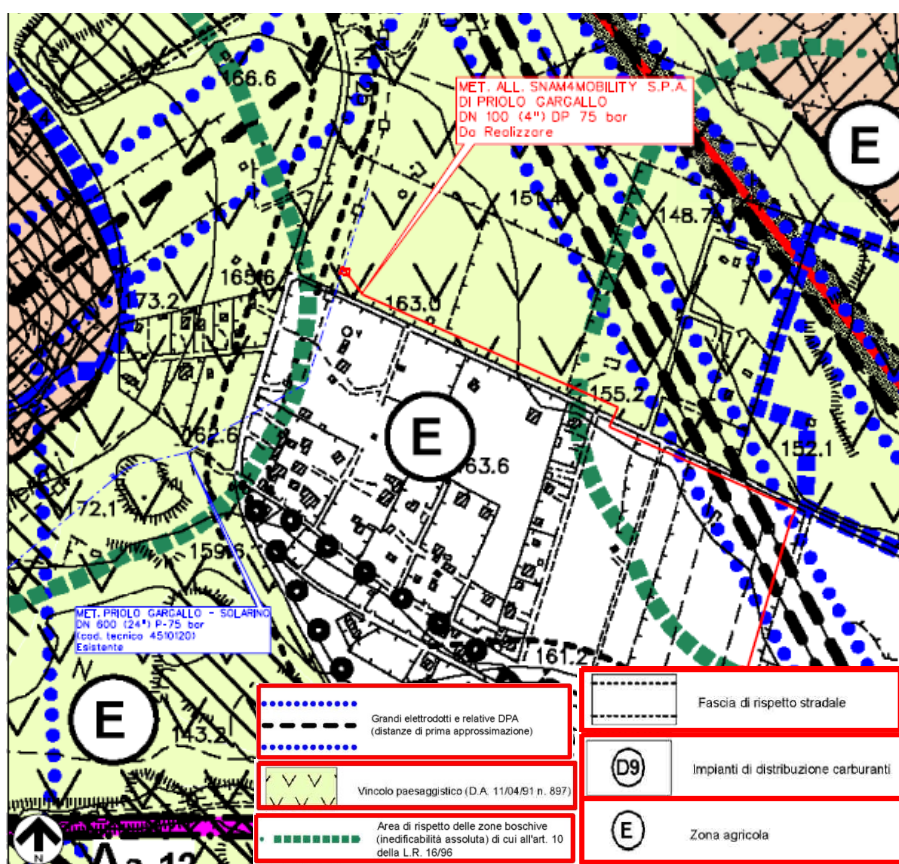 166.6
MET. ALL. SNAM4MOBILITY S.P.A.
DI PRIOLO GARGALLO
DN 100 (4") DP 75 bar
Da Realizzare
E
151.4
148.7
165.6
173.2
163.0
155.2
E
163.6
162.6
152.1
172.1
159.6
MET. PRIOLO GARGALLO - SOLARINO
DN 600 (24") P-75 bar
(cod. tecnico 4510120)
Esistente
161.2
E
143.2
Grandi elettrodotti e relative DPA
(distanze di prima approssimazione)
Vincolo paesaggistico (D.A. 11/04/91 n. 897)
Area di rispetto delle zone boschive
(inedificabilità assoluta) di cui all'art. 10
della L.R. 16/96
Fascia di rispetto stradale
D9
Impianti di distribuzione carburanti
E
Zona agricola
N